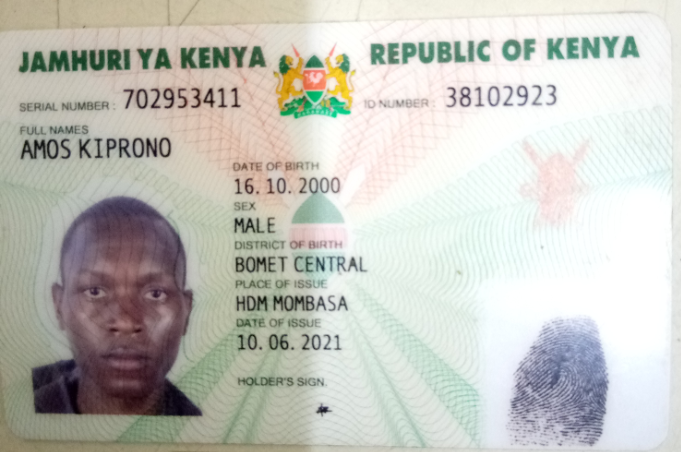 JAMHURI YA KENYA REPUBLIC OF KENYA
SERIAL NUMBER : 702953411 ID NUMBER : 38102923
FULL NAMES
AMOS KIPRONO
DATE OF BIRTH
16. 10. 2000
SEX
MALE
DISTRICT OF BIRTH
BOMET CENTRAL
PLACE OF ISSUE
HDM MOMBASA
DATE OF ISSUE
10. 06. 2021
HOLDER'S SIGN.